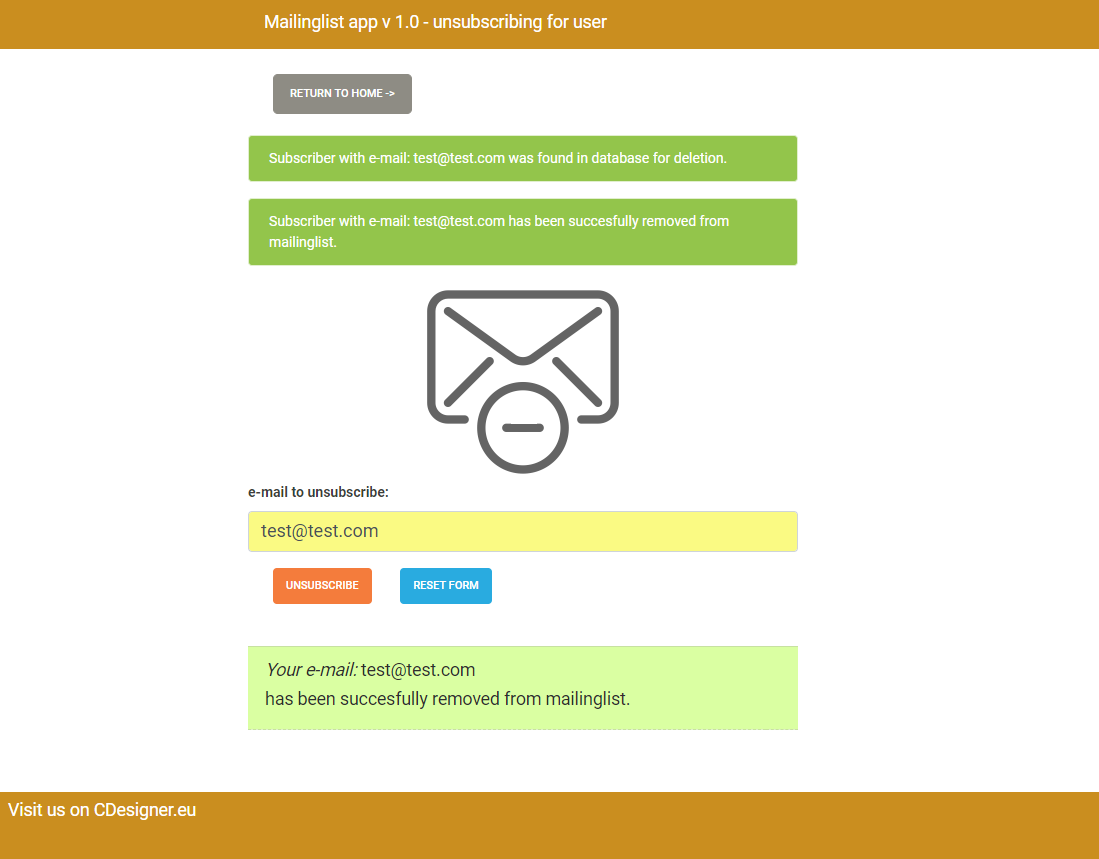 Mailinglist app v 1.0 - unsubscribing for user
RETURN TO HOME ->
Subscriber with e-mail: test@test.com was found in database for deletion.
Subscriber with e-mail: test@test.com has been succesfully removed from
mailinglist.
e-mail to unsubscribe:
test@test.com
UNSUBSCRIBE RESET FORM
Your e-mail: test@test.com
has been succesfully removed from mailinglist.
Visit us on CDesigner.eu